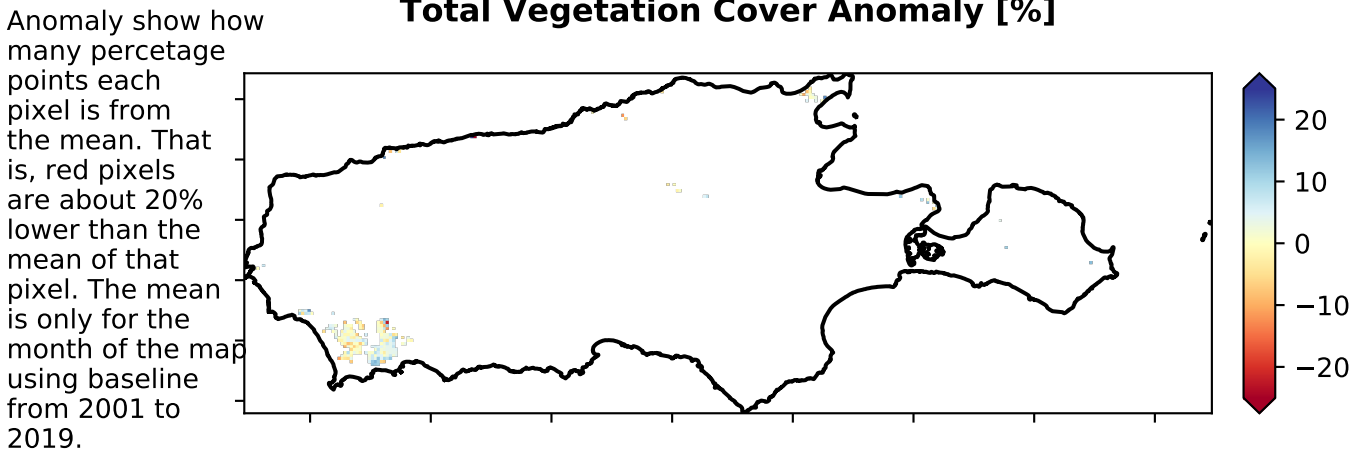 Total Vegetation Cover Anomaly [%]
Anomaly show how
many percetage
points each
pixel is from
the mean. That
is, red pixels
are about 20%
lower than the
mean of that
pixel. The mean
is only for the
month of the map
using baseline
from 2001 to
2019.
20
10
0
−10
−20